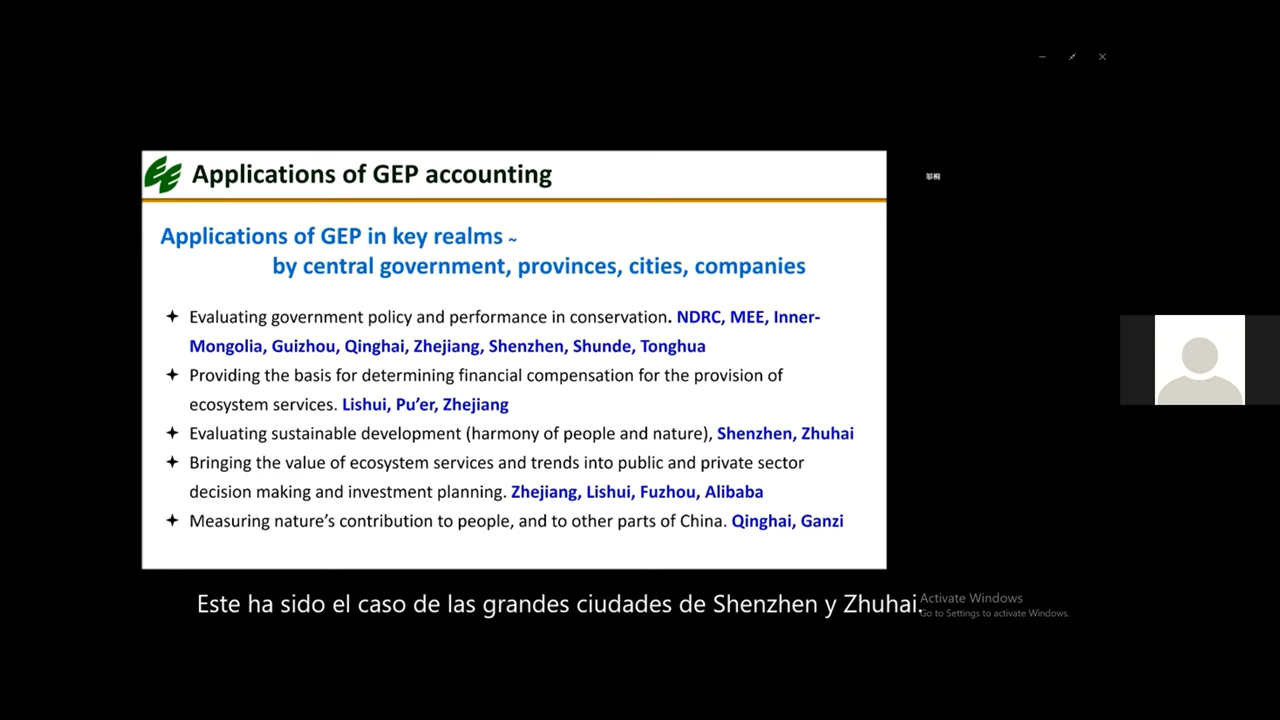 Applications of GEP accounting
Applications of GEP in key realms ~
by central government, provinces, cities, companies
Evaluating government policy and performance in conservation. NDRC, MEE, Inner-
Mongolia, Guizhou, Qinghai, Zhejiang, Shenzhen, Shunde, Tonghua
Providing the basis for determining financial compensation for the provision of
ecosystem services. Lishui, Pu’er, Zhejiang
Evaluating sustainable development (harmony of people and nature), Shenzhen, Zhuhai
Bringing the value of ecosystem services and trends into public and private sector
decision making and investment planning. Zhejiang, Lishui, Fuzhou, Alibaba
Measuring nature’s contribution to people, and to other parts of China. Qinghai, Ganzi
Este ha sido el caso de las grandes ciudades de Shenzhen y Zhuhai.
Activate Windows
Go to Settings to activate Windows.